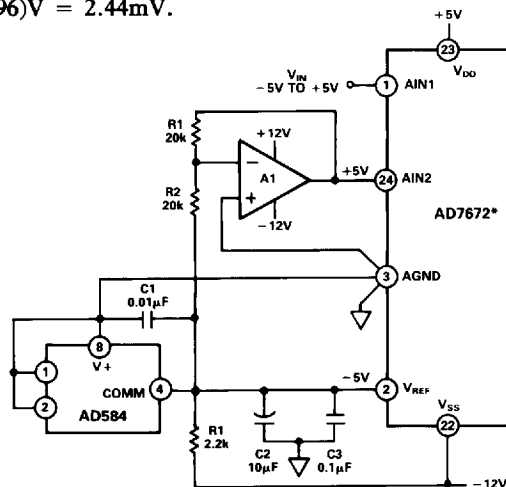 96)V = 2.44mV.
+5V
23
V_DD
V_IN
−5V TO +5V
1
AIN1
R1
20k
+12V
−
A1
+
+5V
24
AIN2
R2
20k
−12V
AD7672*
3
AGND
C1
0.01μF
8
V+
1
2
COMM
4
AD584
−5V
2
V_REF
R1
2.2k
C2
10μF
C3
0.1μF
V_SS
22
−12V